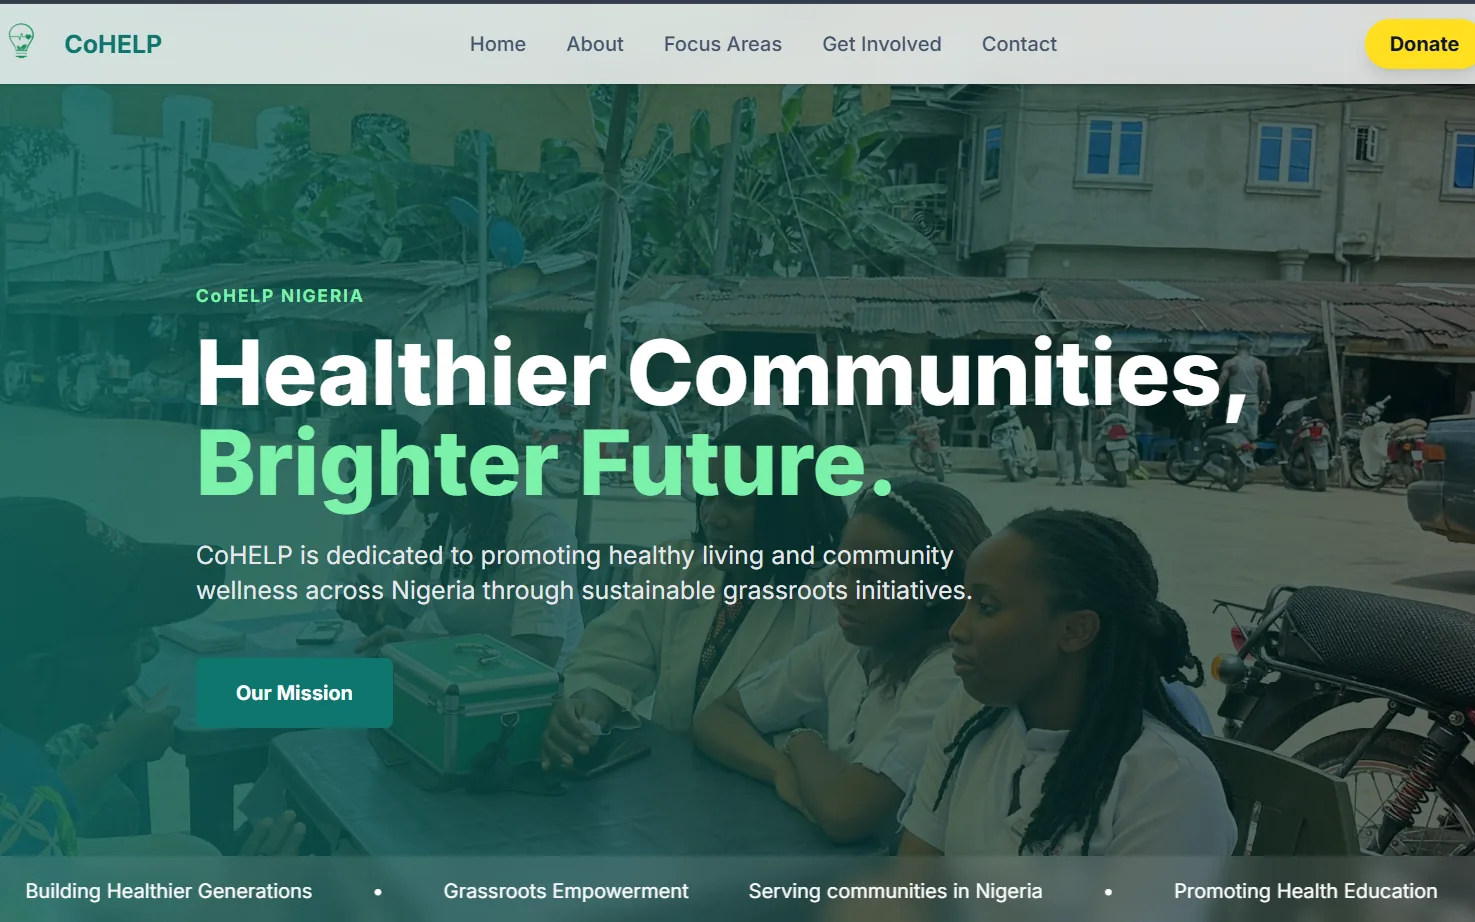 CoHELP
Home
About
Focus Areas
Get Involved
Contact
Donate
CoHELP NIGERIA
Healthier Communities,
Brighter Future.
CoHELP is dedicated to promoting healthy living and community
wellness across Nigeria through sustainable grassroots initiatives.
Our Mission
Building Healthier Generations • Grassroots Empowerment Serving communities in Nigeria • Promoting Health Education